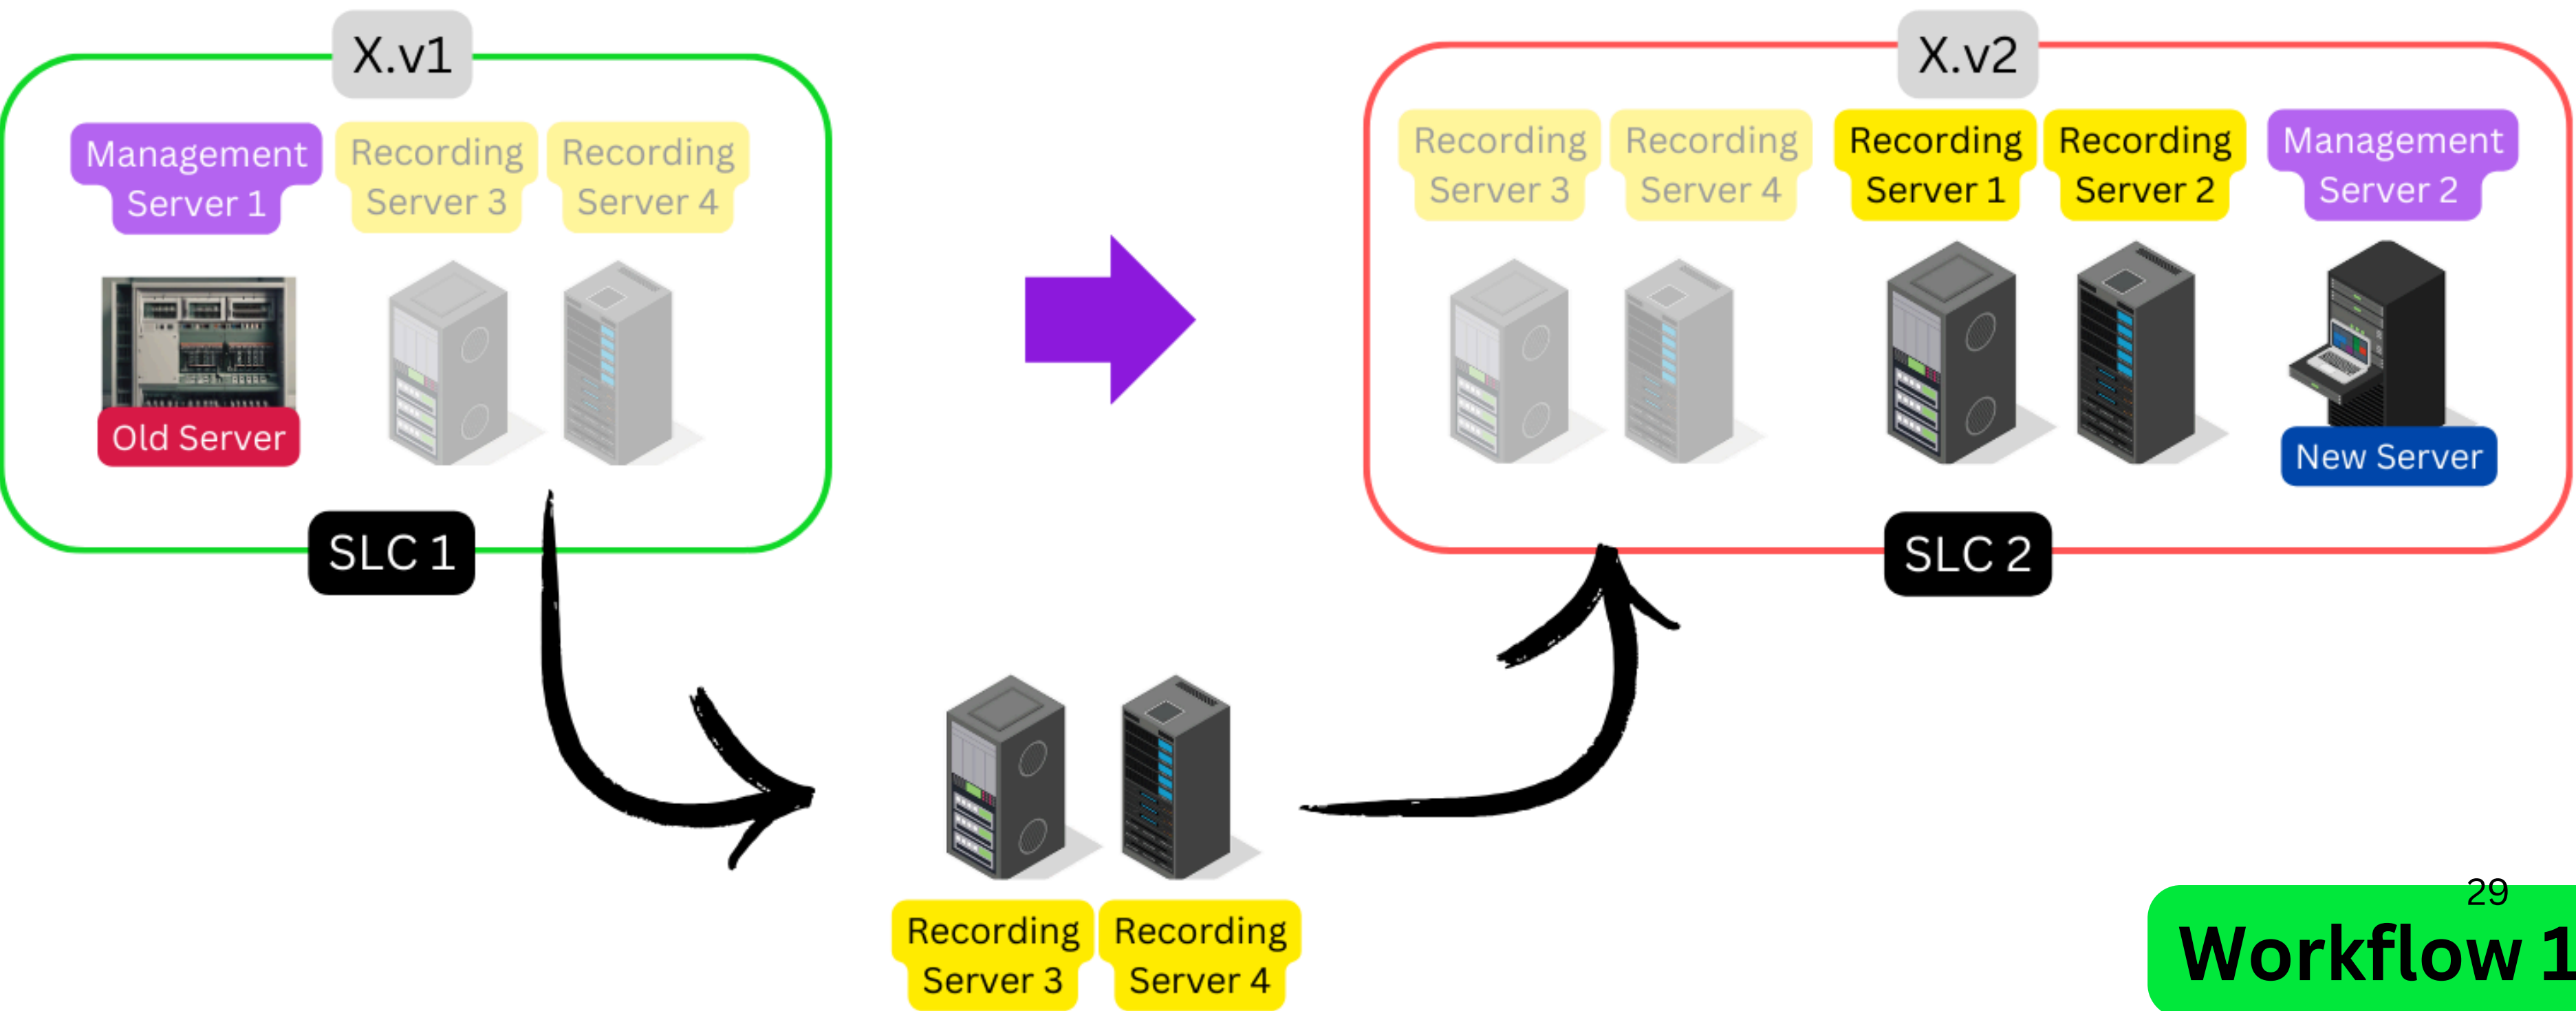 X.v1
Management
Server 1
Recording
Server 3
Recording
Server 4
Old Server
SLC 1
X.v2
Recording
Server 3
Recording
Server 4
Recording
Server 1
Recording
Server 2
Management
Server 2
New Server
SLC 2
Recording
Server 3
Recording
Server 4
29
Workflow 1